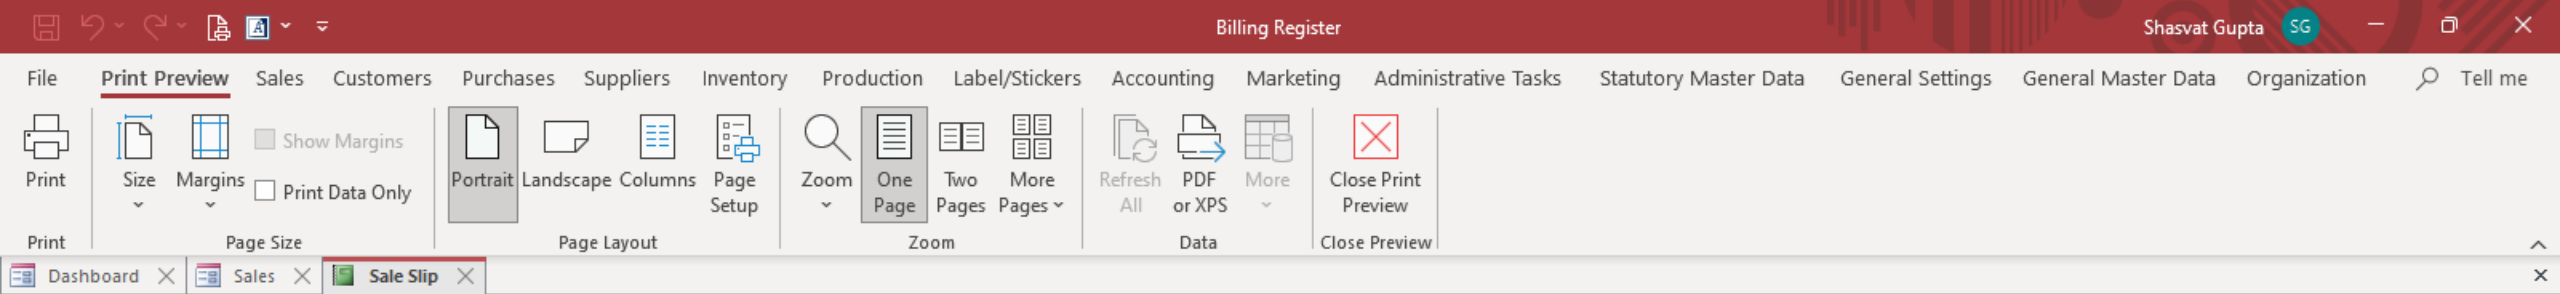 Billing Register
Shasvat Gupta SG
File Print Preview Sales Customers Purchases Suppliers Inventory Production Label/Stickers Accounting Marketing Administrative Tasks Statutory Master Data General Settings General Master Data Organization Tell me
Print
Size
Margins
Show Margins
Print Data Only
Portrait
Landscape
Columns
Page
Setup
Zoom
One
Page
Two
Pages
More
Pages
Refresh
All
PDF
or XPS
More
Close Print
Preview
Print Page Size Page Layout Zoom Data Close Preview
Dashboard Sales Sale Slip